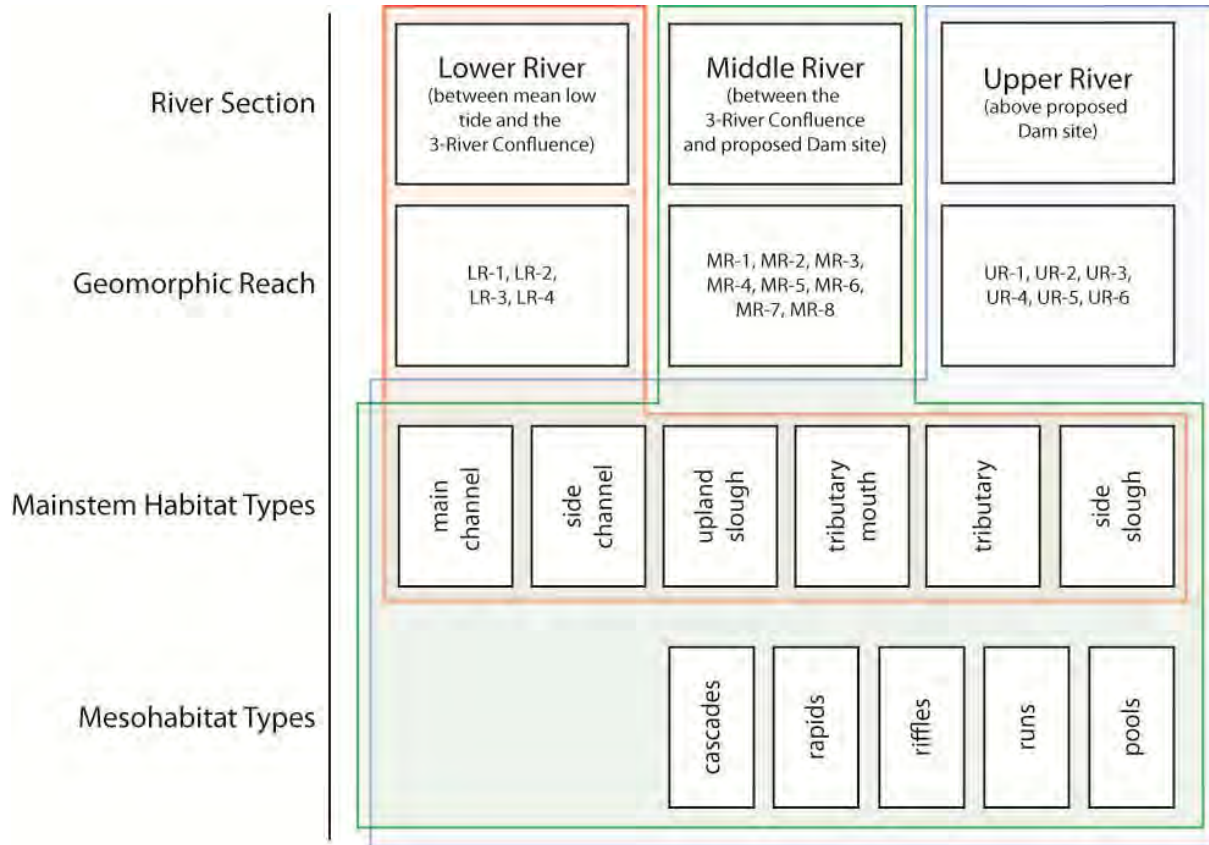 River Section
Lower River
(between mean low
tide and the
3-River Confluence)
Middle River
(between the
3-River Confluence
and proposed Dam site)
Upper River
(above proposed
Dam site)
Geomorphic Reach
LR-1, LR-2,
LR-3, LR-4
MR-1, MR-2, MR-3,
MR-4, MR-5, MR-6,
MR-7, MR-8
UR-1, UR-2, UR-3,
UR-4, UR-5, UR-6
Mainstem Habitat Types
main
channel
side
channel
upland
slough
tributary
mouth
tributary
side
slough
Mesohabitat Types
cascades
rapids
riffles
runs
pools